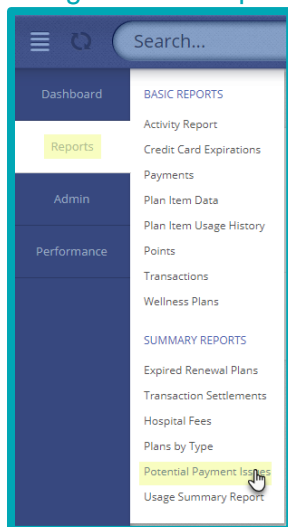 Search...
Dashboard
Reports
Admin
Performance
BASIC REPORTS
Activity Report
Credit Card Expirations
Payments
Plan Item Data
Plan Item Usage History
Points
Transactions
Wellness Plans
SUMMARY REPORTS
Expired Renewal Plans
Transaction Settlements
Hospital Fees
Plans by Type
Potential Payment Issues
Usage Summary Report